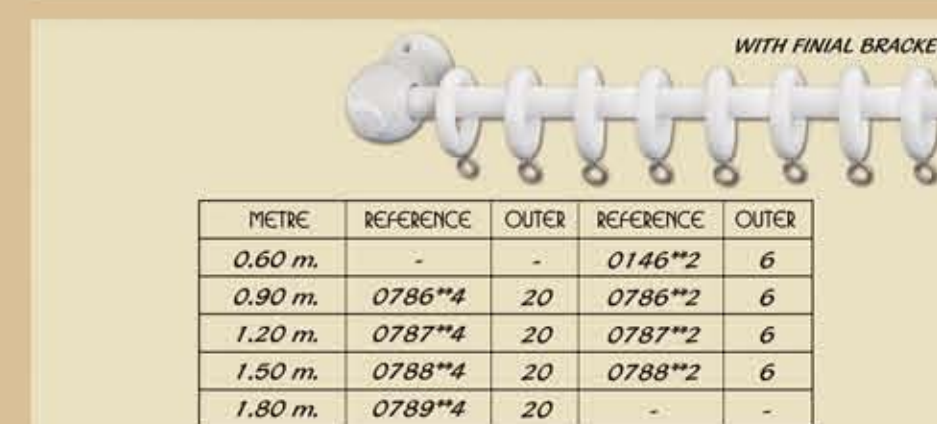 WITH FINIAL BRACKE
METRE REFERENCE OUTER REFERENCE OUTER
0.60 m. - - 0146**2 6
0.90 m. 0786**4 20 0786**2 6
1.20 m. 0787**4 20 0787**2 6
1.50 m. 0788**4 20 0788**2 6
1.80 m. 0789**4 20 - -